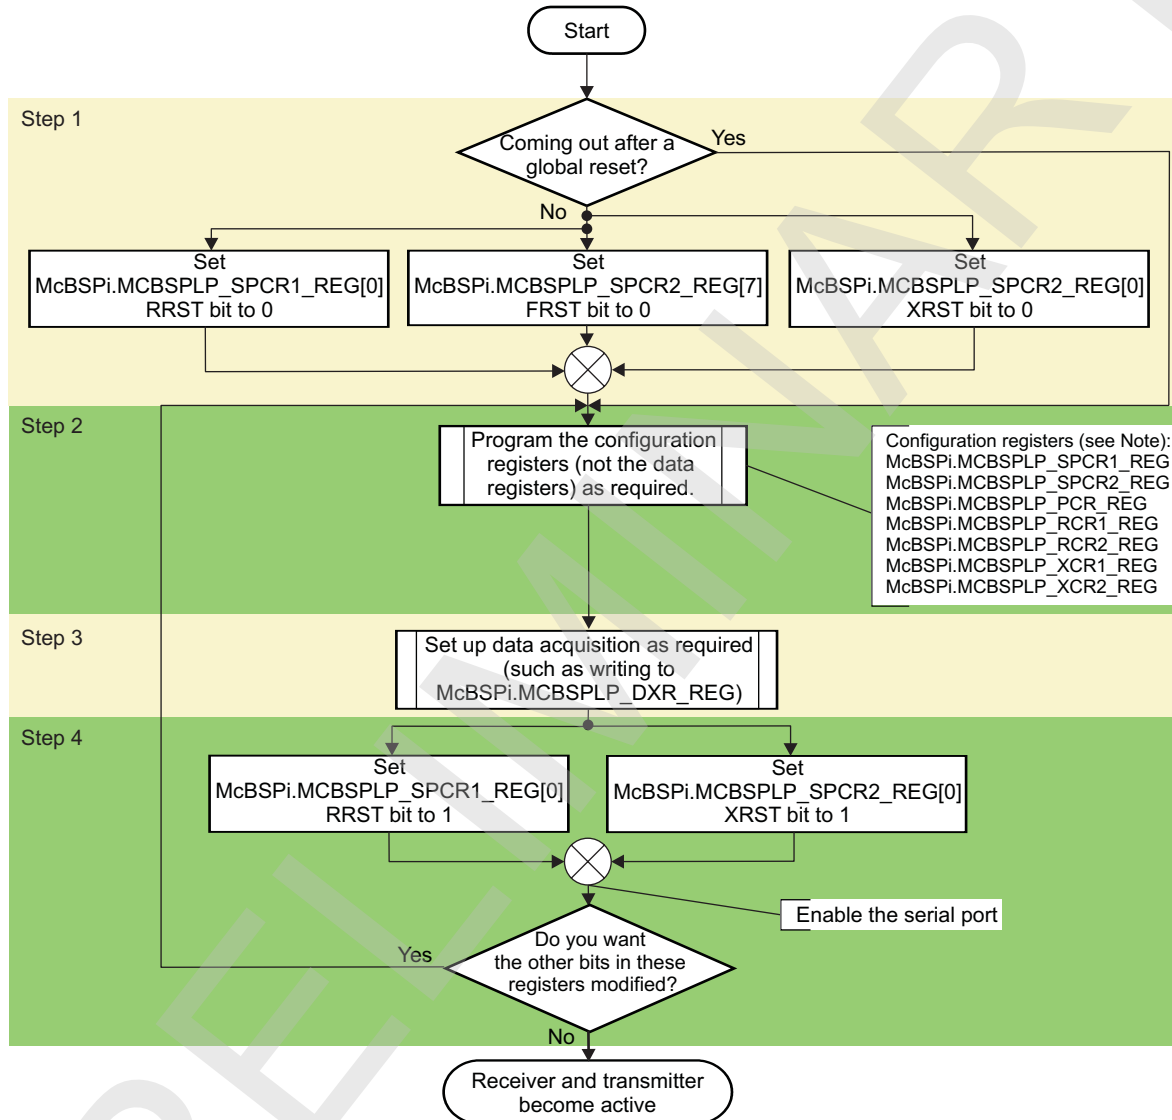 Start
Step 1
Coming out after a
global reset?
Yes
No
Set
McBSPi.MCBSPLP_SPCR1_REG[0]
RRST bit to 0
Set
McBSPi.MCBSPLP_SPCR2_REG[7]
FRST bit to 0
Set
McBSPi.MCBSPLP_SPCR2_REG[0]
XRST bit to 0
Step 2
Program the configuration
registers (not the data
registers) as required.
Configuration registers (see Note):
McBSPi.MCBSPLP_SPCR1_REG
McBSPi.MCBSPLP_SPCR2_REG
McBSPi.MCBSPLP_PCR_REG
McBSPi.MCBSPLP_RCR1_REG
McBSPi.MCBSPLP_RCR2_REG
McBSPi.MCBSPLP_XCR1_REG
McBSPi.MCBSPLP_XCR2_REG
Step 3
Set up data acquisition as required
(such as writing to
McBSPi.MCBSPLP_DXR_REG)
Step 4
Set
McBSPi.MCBSPLP_SPCR1_REG[0]
RRST bit to 1
Set
McBSPi.MCBSPLP_SPCR2_REG[0]
XRST bit to 1
Enable the serial port
Do you want
the other bits in these
registers modified?
Yes
No
Receiver and transmitter
become active